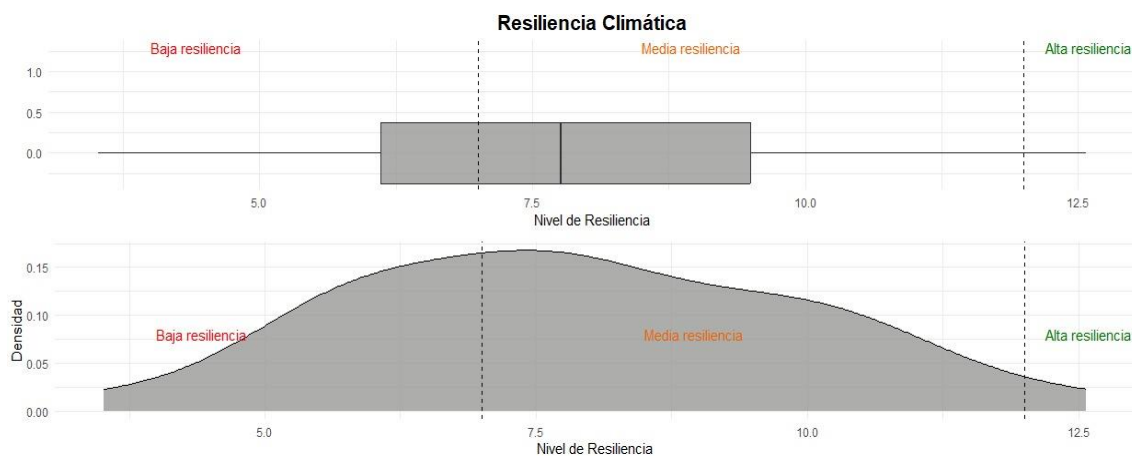 Resiliencia Climática
Baja resiliencia Media resiliencia Alta resiliencia
1.0
0.5
0.0
5.0 7.5 10.0 12.5
Nivel de Resiliencia
0.15
0.10
Baja resiliencia Media resiliencia Alta resiliencia
0.05
0.00
Densidad
5.0 7.5 10.0 12.5
Nivel de Resiliencia